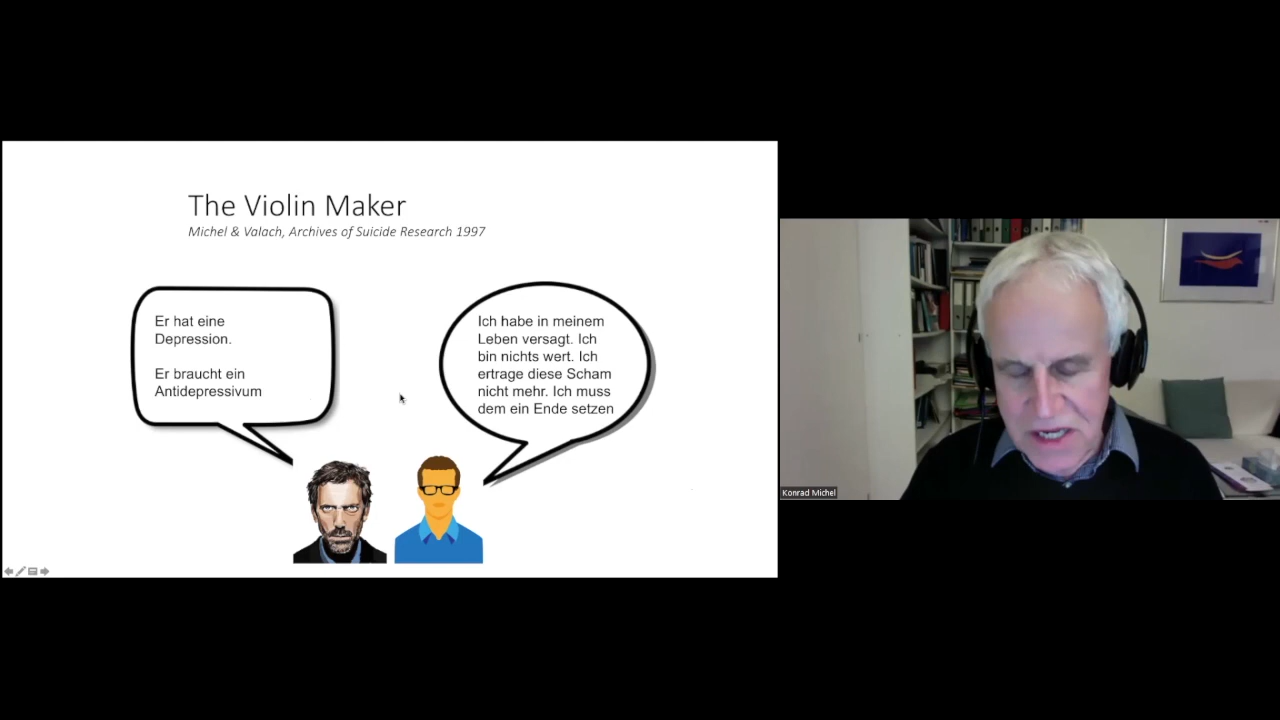 The Violin Maker
Michel & Valach, Archives of Suicide Research 1997
Er hat eine
Depression.
Er braucht ein
Antidepressivum
Ich habe in meinem
Leben versagt. Ich
bin nichts wert. Ich
ertrage diese Scham
nicht mehr. Ich muss
dem ein Ende setzen
Konrad Michel